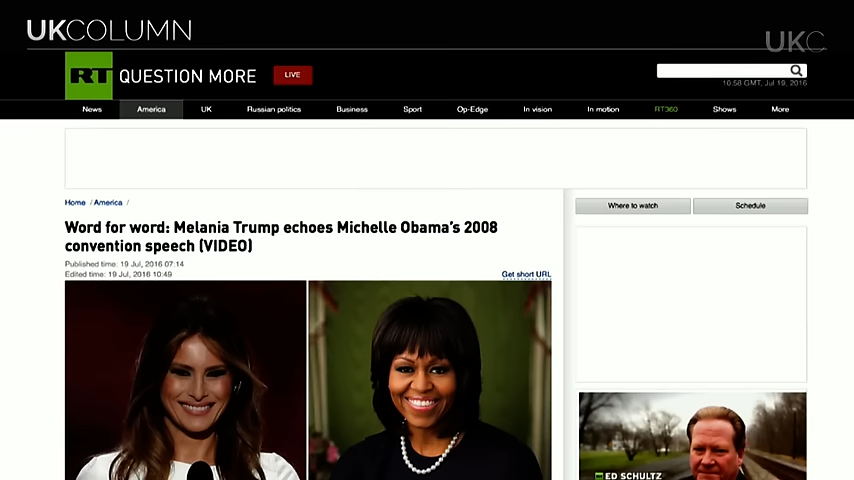 UKCOLUMN
UKC
RT QUESTION MORE
LIVE
10:58 GMT, Jul 19, 2016
News America UK Russian politics Business Sport Op-Edge In vision In motion RT360 Shows More
Home / America /
Where to watch Schedule
Word for word: Melania Trump echoes Michelle Obama's 2008
convention speech (VIDEO)
Published time: 19 Jul, 2016 07:14
Edited time: 19 Jul, 2016 10:49
Get short URL
RT ED SCHULTZ